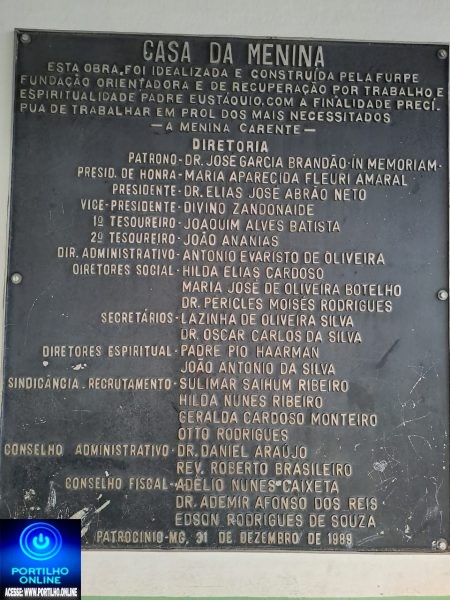 CASA DA MENINA
ESTA OBRA, FOI IDEALIZADA E CONSTRUÍDA PELA FURPE
FUNDAÇÃO ORIENTADORA E DE RECUPERAÇÃO POR TRABALHO E
ESPIRITUALIDADE PADRE EUSTÁQUIO, COM A FINALIDADE PRECÍ-
PUA DE TRABALHAR EM PROL DOS MAIS NECESSITADOS
— A MENINA CARENTE —
DIRETORIA
PATRONO - DR. JOSÉ GARCIA BRANDÃO - IN MEMORIAM -
PRESID. DE HONRA - MARIA APARECIDA FLEURI AMARAL
PRESIDENTE - DR. ELIAS JOSÉ ABRÃO NETO
VICE-PRESIDENTE - DIVINO ZANDONAIDE
1º TESOUREIRO - JOAQUIM ALVES BATISTA
2º TESOUREIRO - JOÃO ANANIAS
DIR. ADMINISTRATIVO - ANTONIO EVARISTO DE OLIVEIRA
DIRETORES SOCIAL - HILDA ELIAS CARDOSO
MARIA JOSÉ DE OLIVEIRA BOTELHO
DR. PERICLES MOISÉS RODRIGUES
SECRETÁRIOS - LAZINHA DE OLIVEIRA SILVA
DR. OSCAR CARLOS DA SILVA
DIRETORES ESPIRITUAL - PADRE PIO HAARMAN
JOÃO ANTONIO DA SILVA
SINDICÂNCIA - RECRUTAMENTO - SULIMAR SAIHUM RIBEIRO
HILDA NUNES RIBEIRO
GERALDA CARDOSO MONTEIRO
OTTO RODRIGUES
CONSELHO ADMINISTRATIVO - DR. DANIEL ARAÚJO
REV. ROBERTO BRASILEIRO
CONSELHO FISCAL - ADÉLIO NUNES CAIXETA
DR. ADEMIR AFONSO DOS REIS
EDSON RODRIGUES DE SOUZA
PATROCÍNIO-MG, 31 DE DEZEMBRO DE 1989
PORTILHO
ONLINE
ACESSE: WWW.PORTILHO.ONLINE